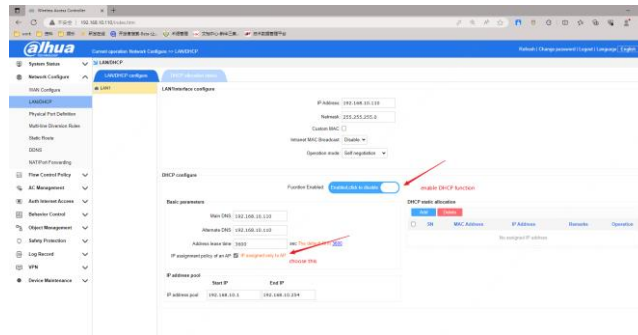 Wireless Access Controller
alhua
Current operation: Network Configure >> LAN/DHCP
Refresh | Change password | Logout | Language English
System Status
Network Configure
WAN Configure
LAN/DHCP
Physical Port Definition
Multi-line Diversion Rules
Static Route
DDNS
NAT/Port Forwarding
Flow Control Policy
AC Management
Auth Internet Access
Behavior Control
Object Management
Safety Protection
Log Record
VPN
Device Maintenance
LAN/DHCP
LAN/DHCP configure
DHCP allocation status
LAN1
LAN1interface configure
IP Address 192.168.10.110
Netmask 255.255.255.0
Custom MAC
Intranet MAC Broadcast Disable
Operation mode Self negotiation
DHCP configure
Function Enabled Enabled,click to disable
enable DHCP function
Basic parameters
Main DNS 192.168.10.110
Alternate DNS 192.168.10.110
Address lease time 3600
IP assignment policy of an AP IP assigned only to AP
choose this
IP address pool
Start IP End IP
IP address pool 192.168.10.1 192.168.10.254
DHCP static allocation
Add Delete
SN MAC Address IP Address Remarks Operation
No assigned IP address